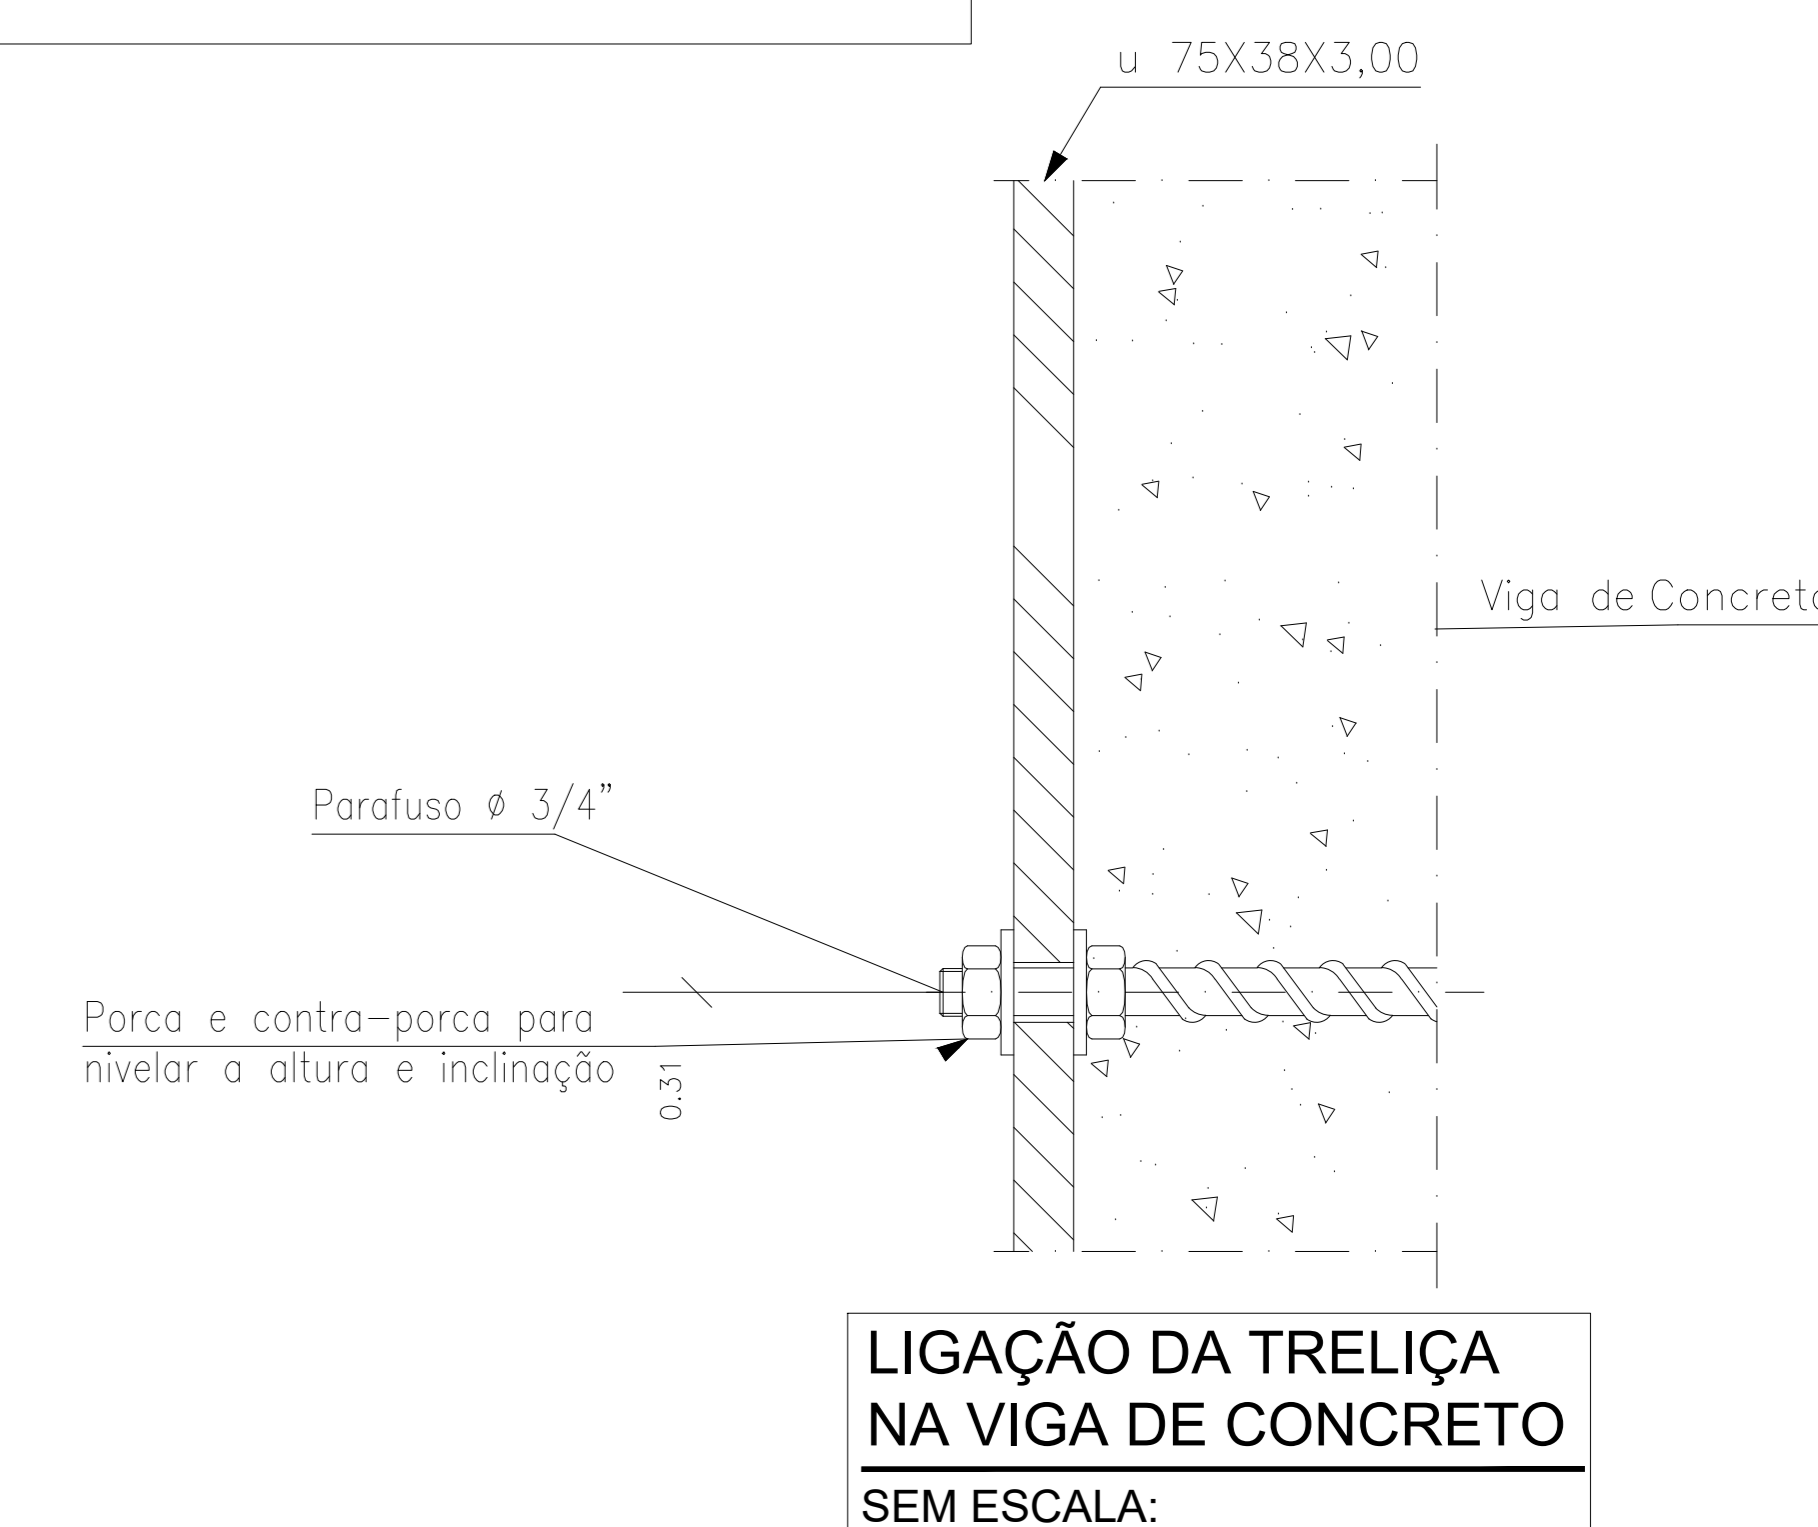 u 75X38X3,00
Viga de Concreto
Parafuso ø 3/4”
Porca e contra-porca para
nivelar a altura e inclinação
0.31
LIGAÇÃO DA TRELIÇA
NA VIGA DE CONCRETO
SEM ESCALA: